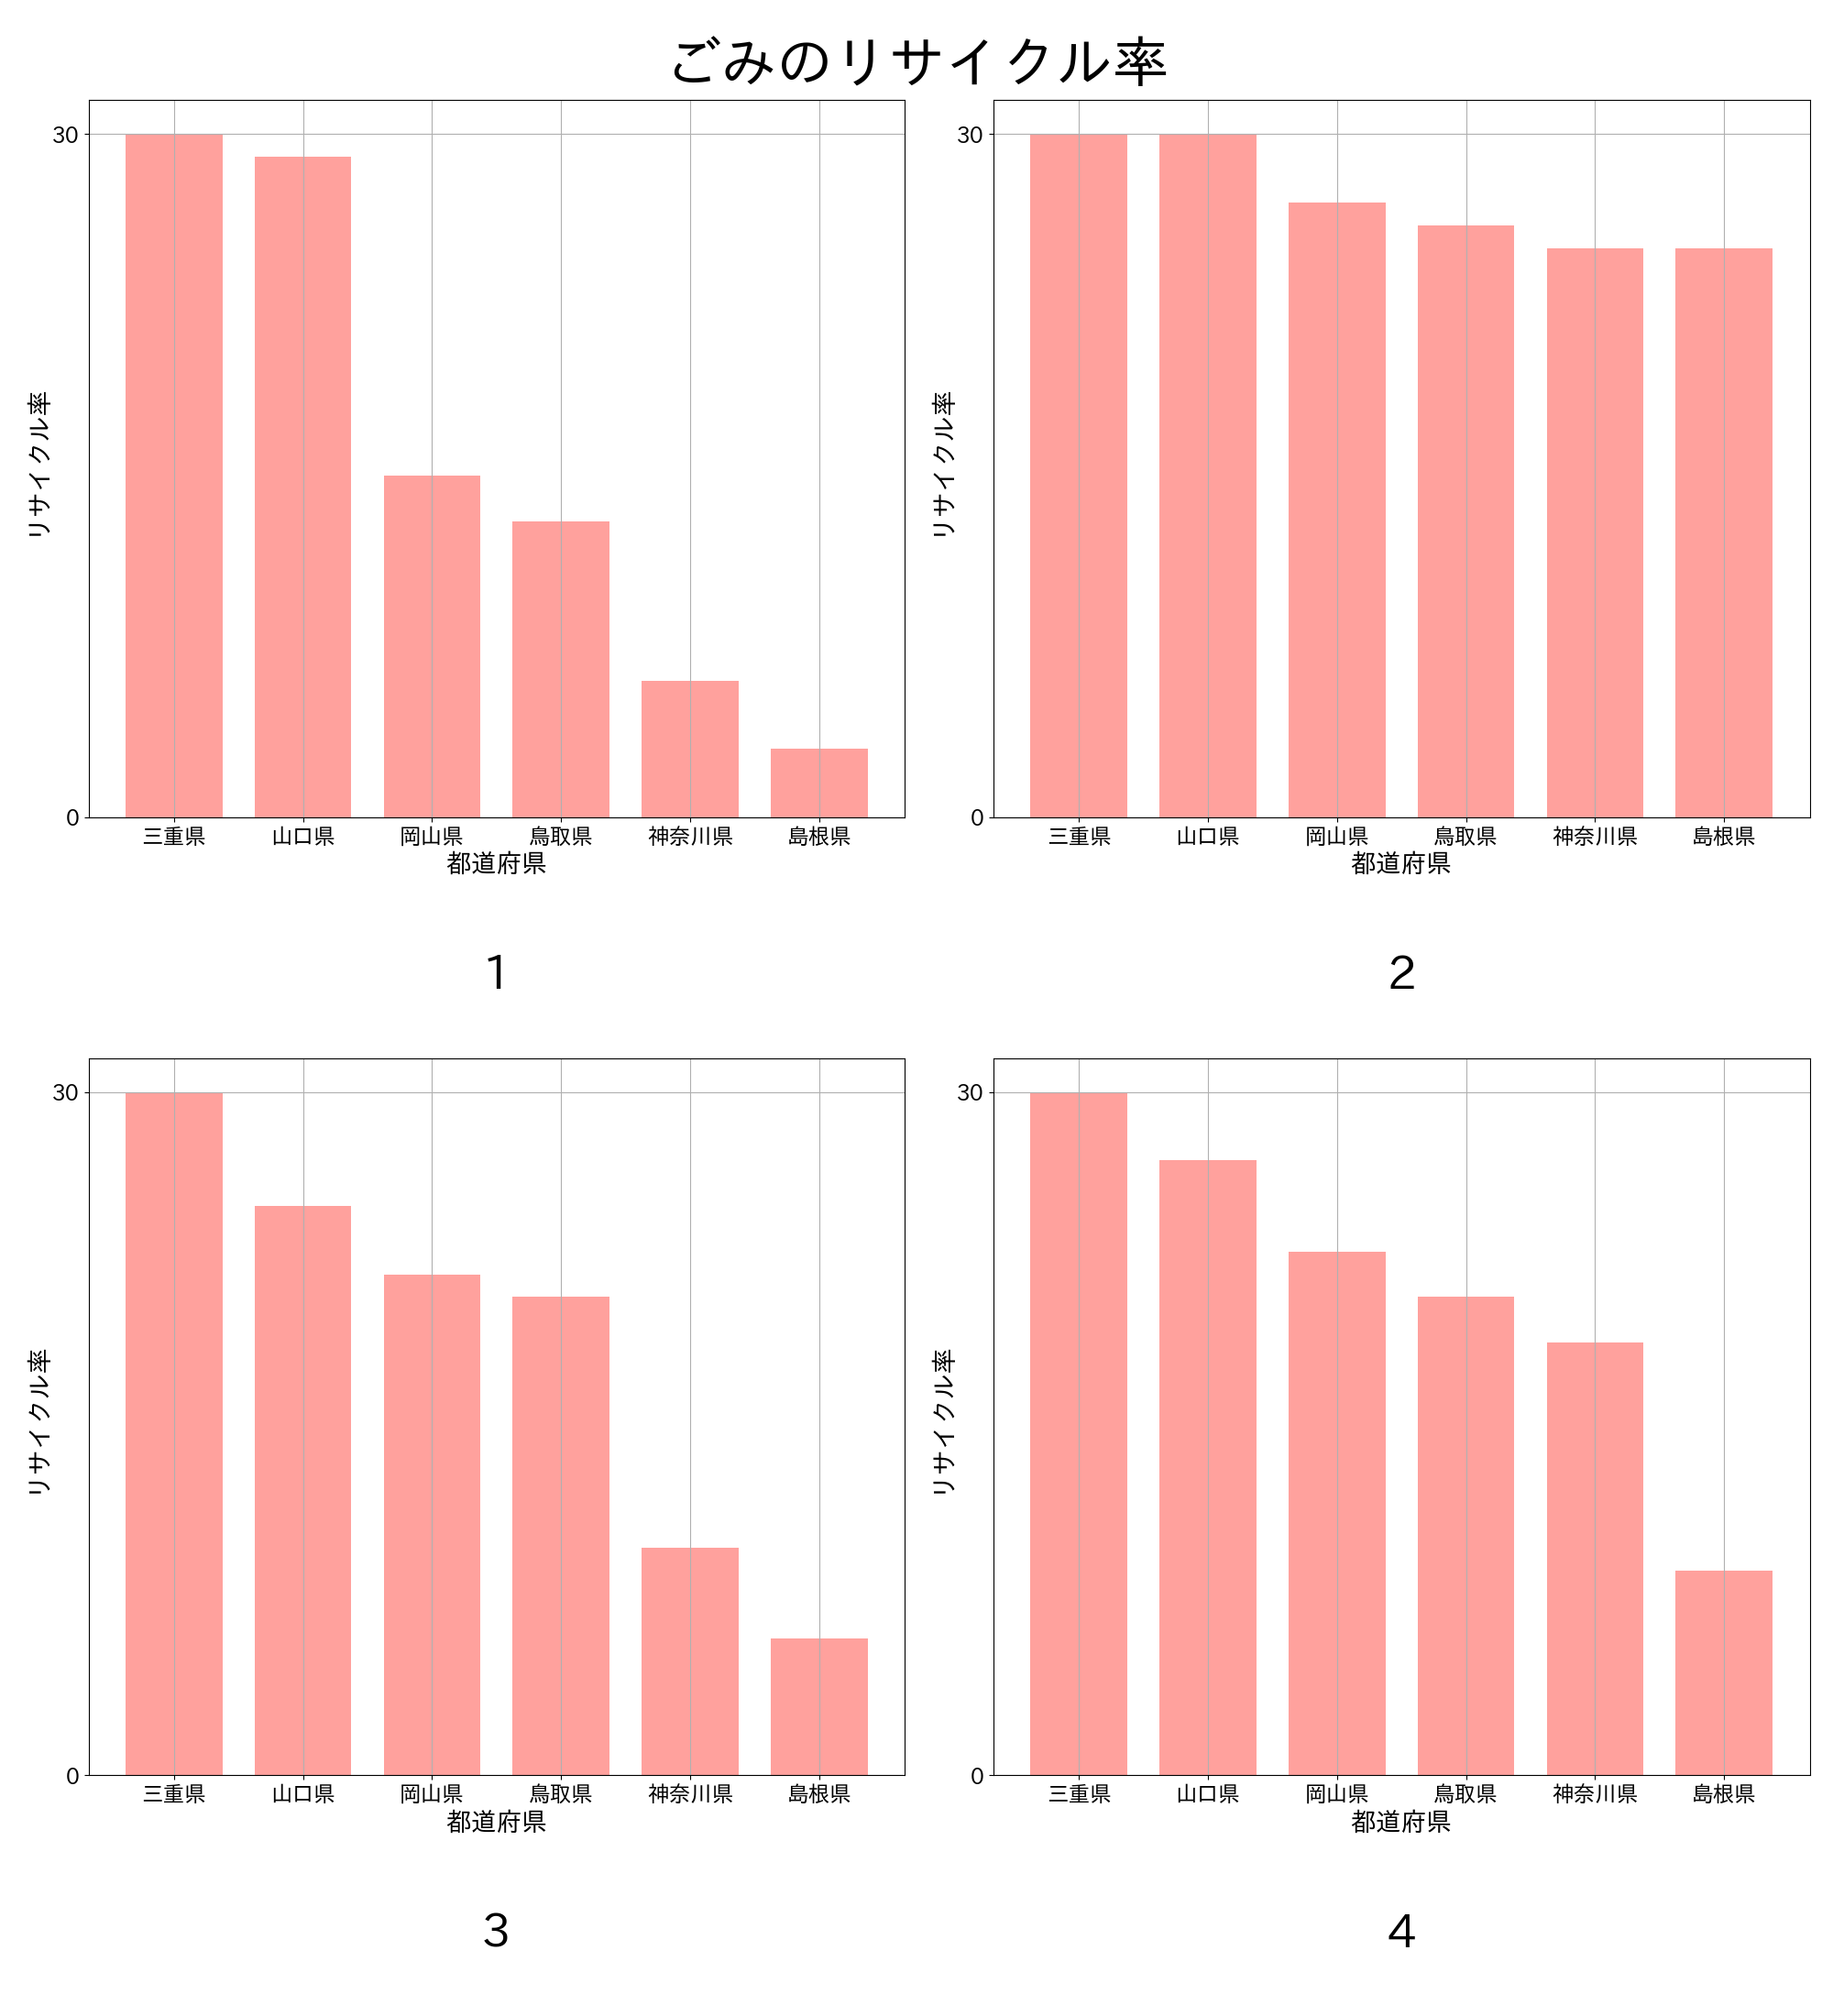 ごみのリサイクル率
30
0
リサイクル率
三重県 山口県 岡山県 鳥取県 神奈川県 島根県
都道府県
1
30
0
リサイクル率
三重県 山口県 岡山県 鳥取県 神奈川県 島根県
都道府県
2
30
0
リサイクル率
三重県 山口県 岡山県 鳥取県 神奈川県 島根県
都道府県
3
30
0
リサイクル率
三重県 山口県 岡山県 鳥取県 神奈川県 島根県
都道府県
4